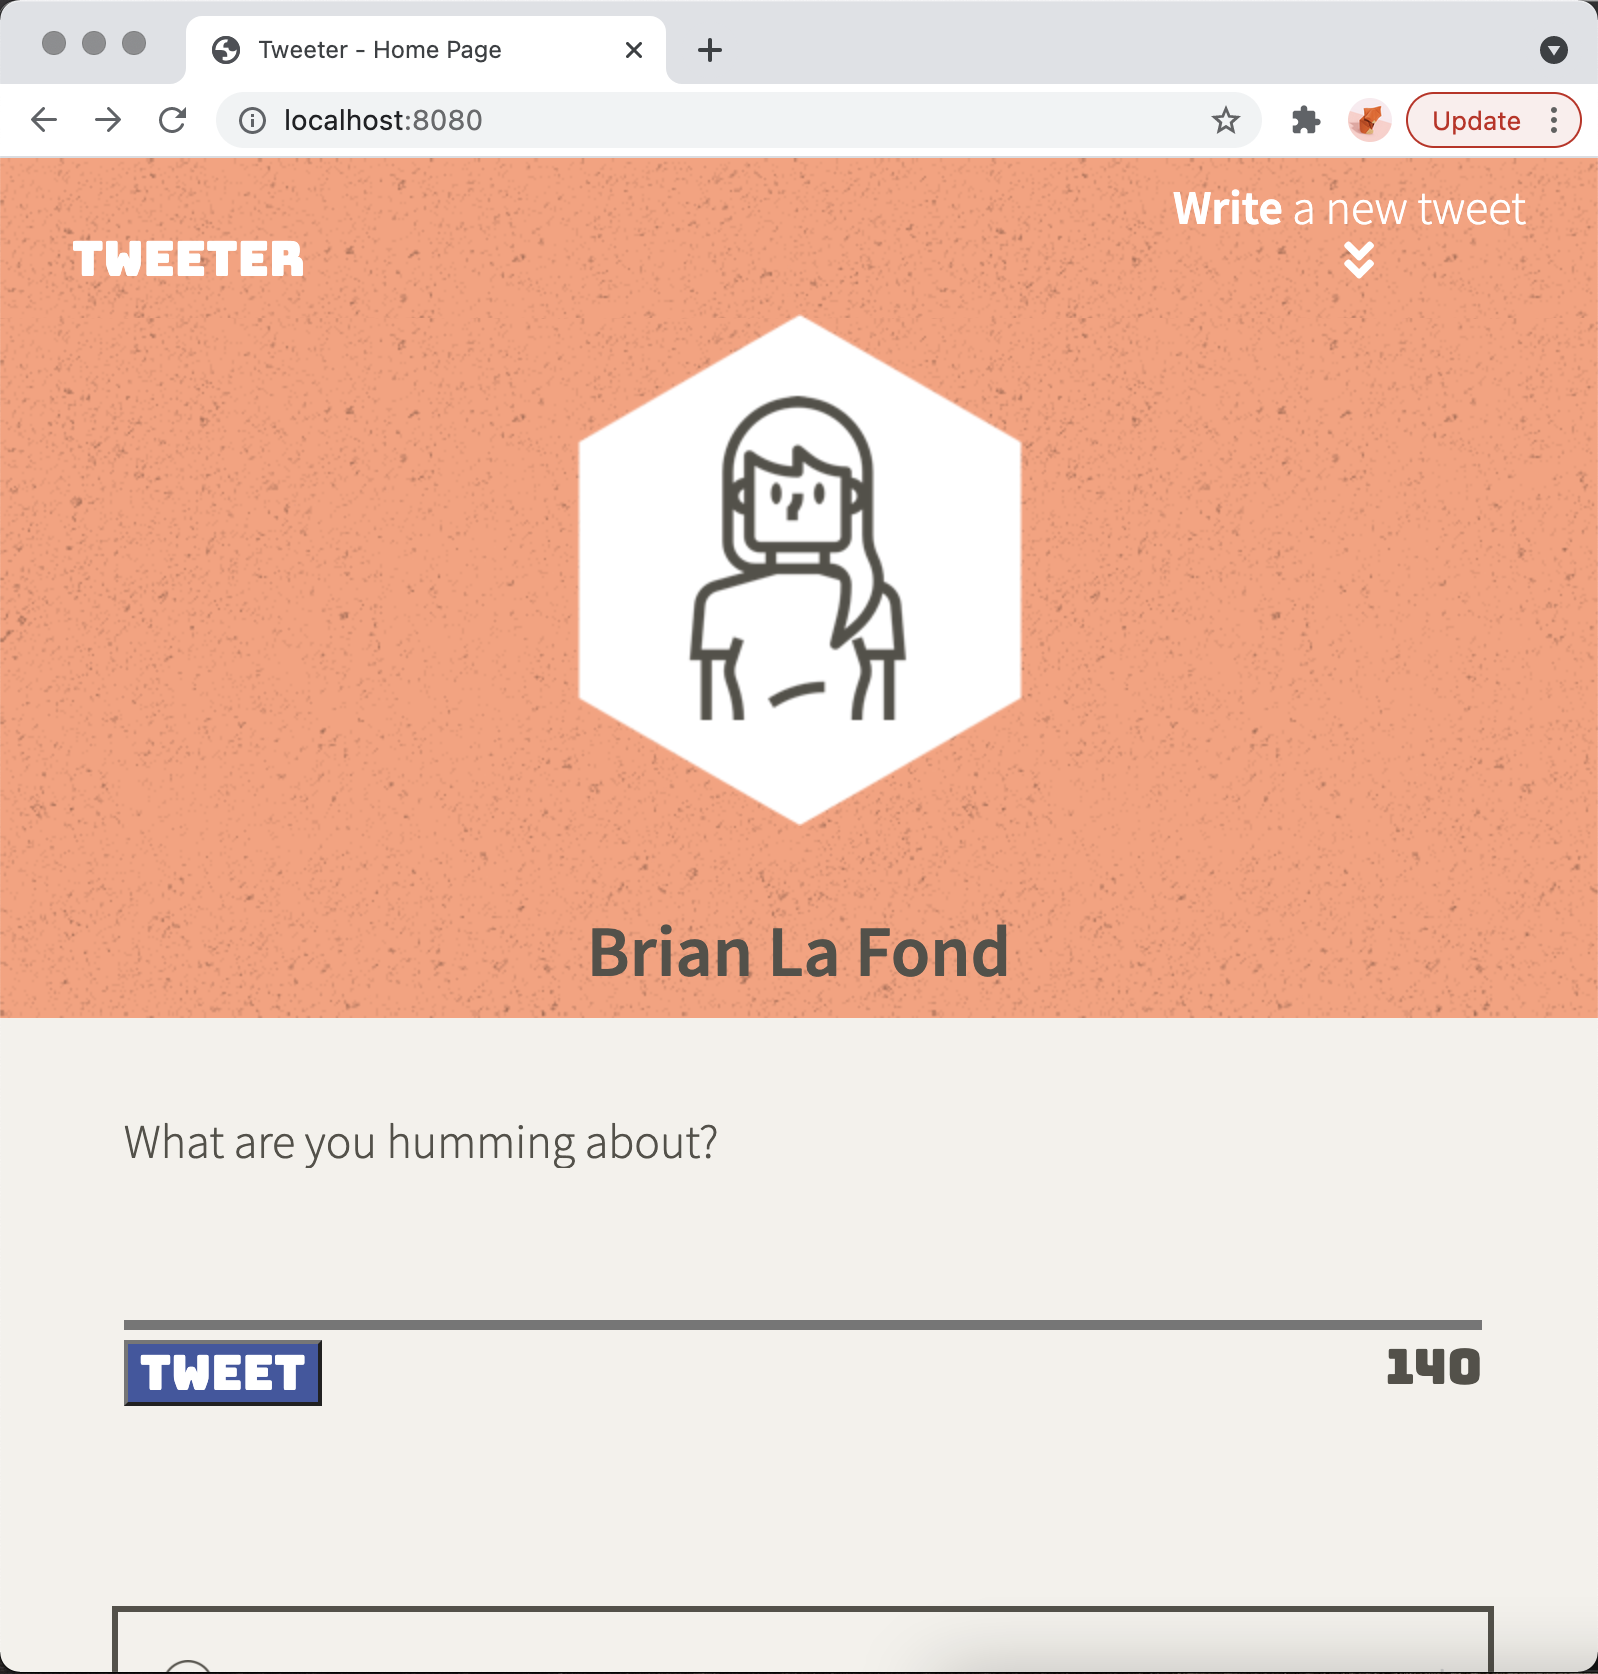 Tweeter - Home Page
localhost:8080
Update
Write a new tweet
TWEETER
Brian La Fond
What are you humming about?
TWEET
140